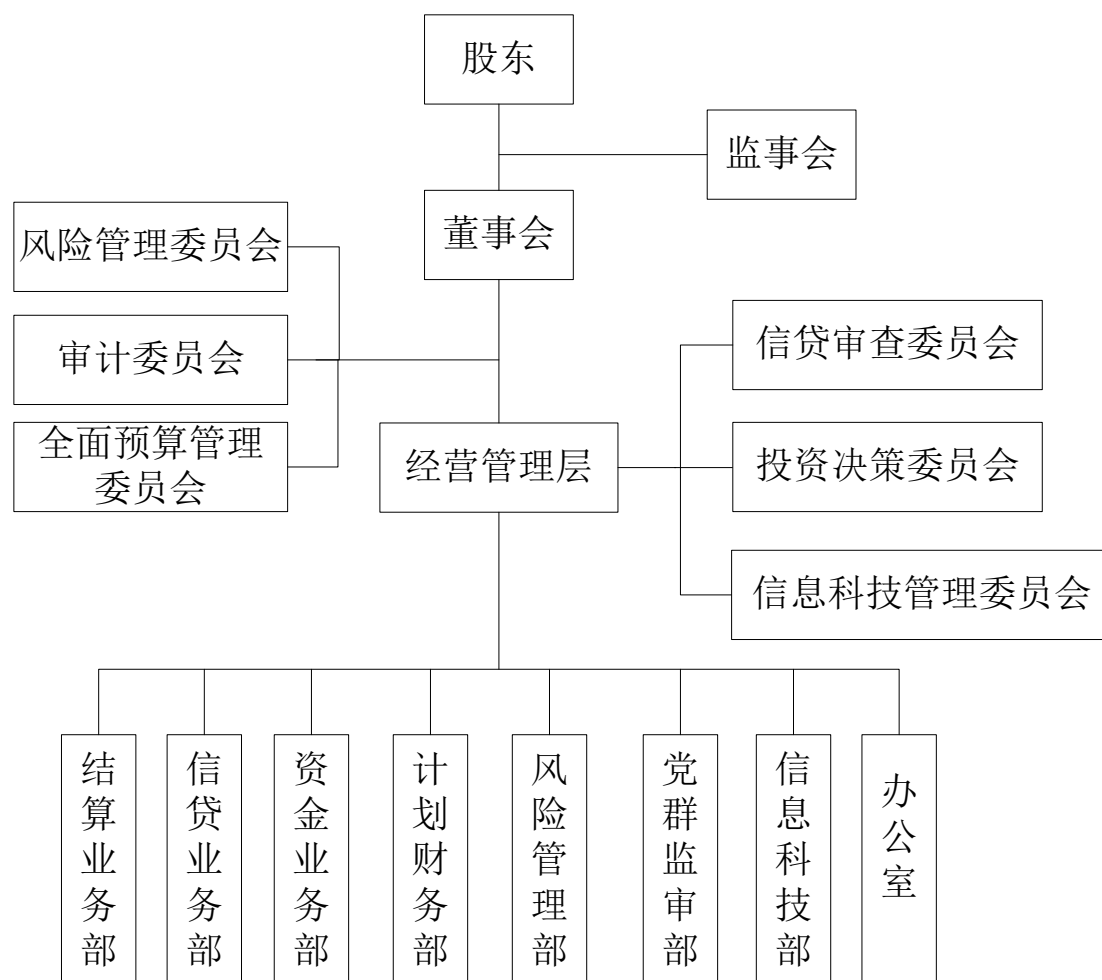 股东
监事会
董事会
风险管理委员会
审计委员会
全面预算管理
委员会
信贷审查委员会
经营管理层
投资决策委员会
信息科技管理委员会
结算业务部
信贷业务部
资金业务部
计划财务部
风险管理部
党群监审部
信息科技部
办公室